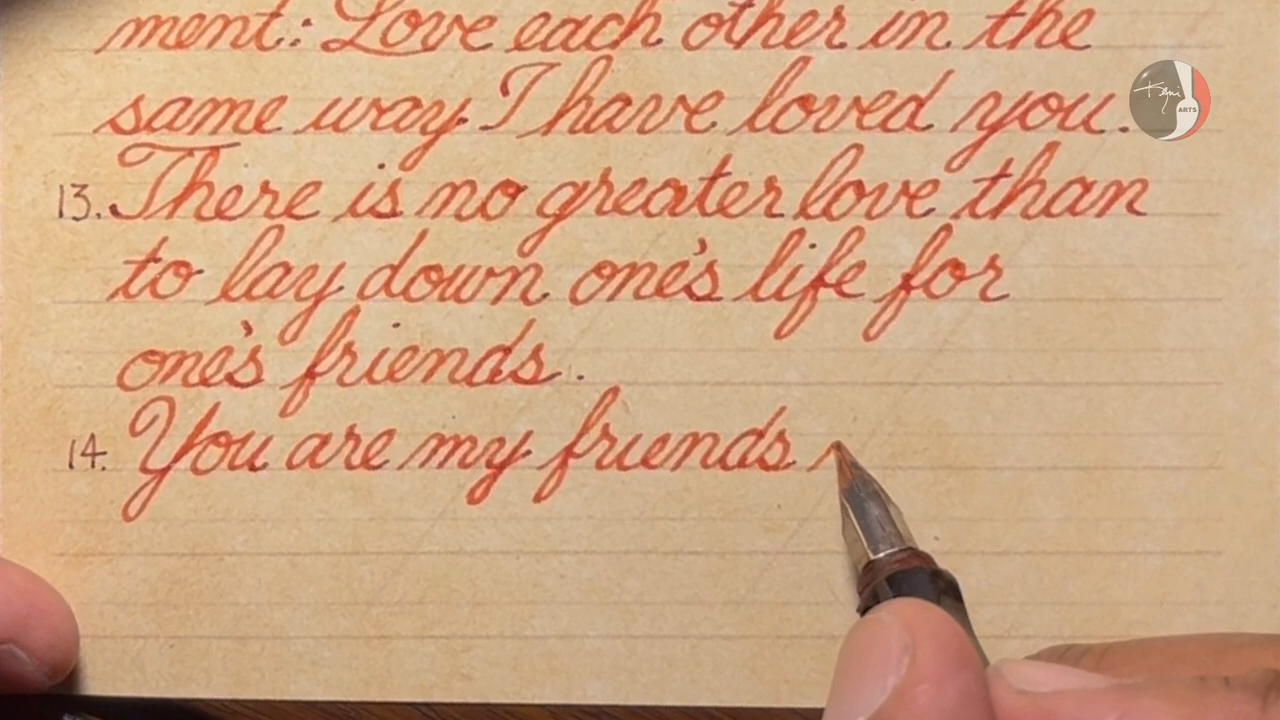 ment: Love each other in the
same way I have loved you.
13. There is no greater love than
to lay down one's life for
one's friends.
14. You are my friends
ARTS